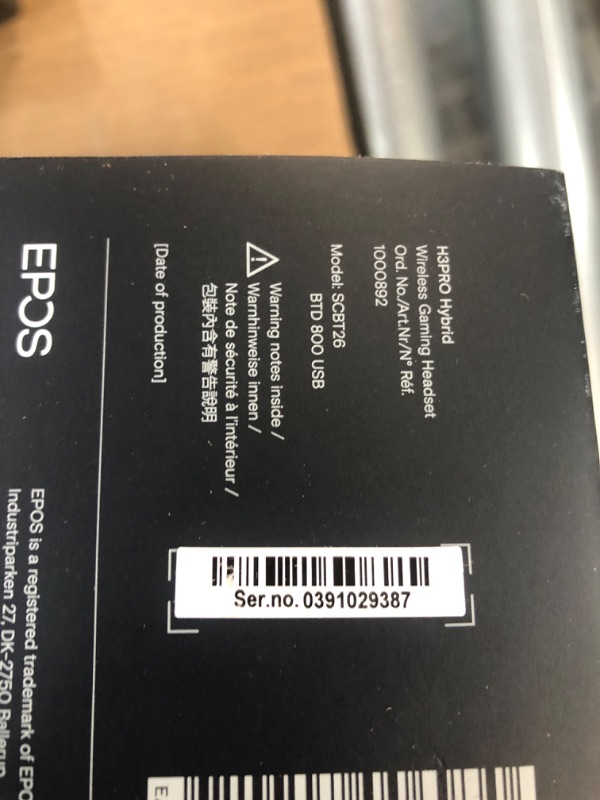 H3PRO Hybrid
Wireless Gaming Headset
Ord. No./Art.Nr/N° Réf.
1000892
Model: SCBT26
BTD 800 USB
Warning notes inside /
Warnhinweise innen /
Note de sécurité à l'intérieur /
包裝內含有警告說明
[Date of production]
Ser.no. 0391029387
EPOS
EPOS is a registered trademark of EPO
Industriparken 27, DK-2750 Ballerup